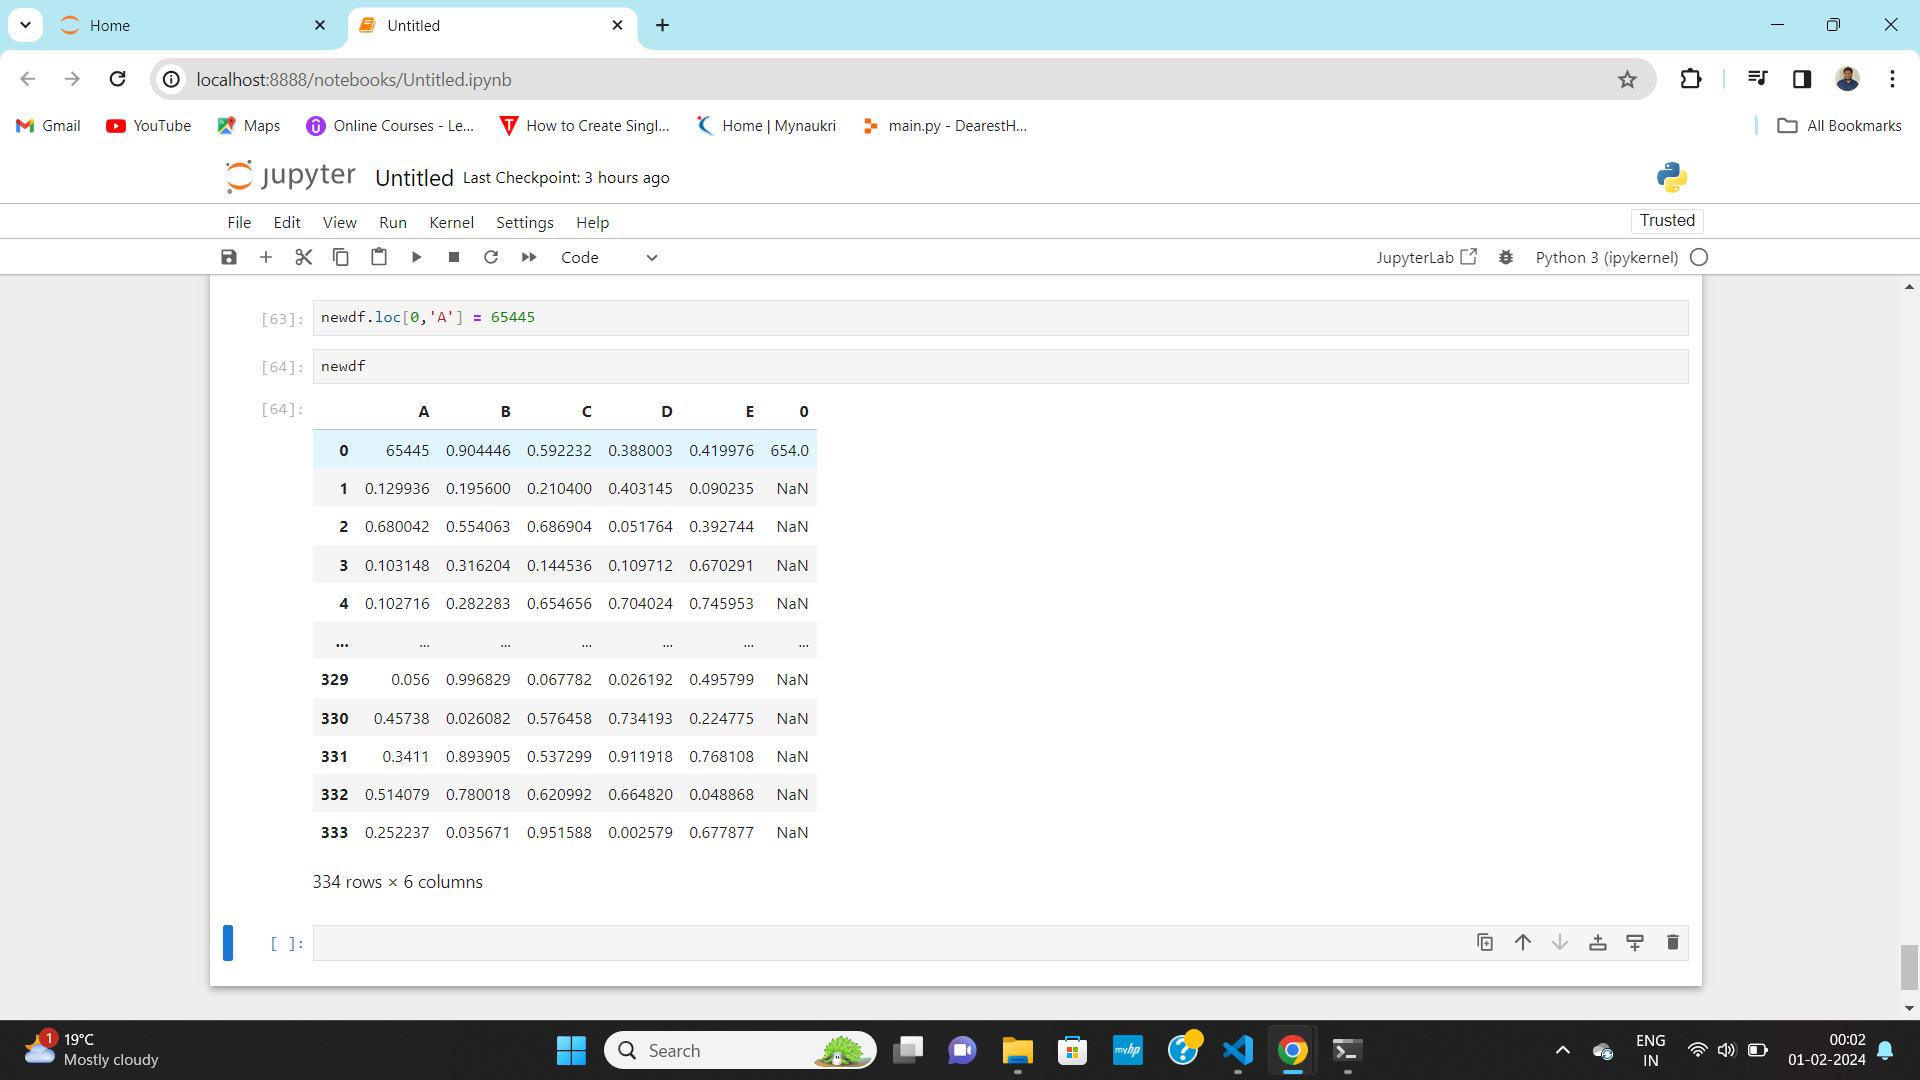 Home
Untitled
localhost:8888/notebooks/Untitled.ipynb
Gmail YouTube Maps Online Courses - Le... How to Create Singl... Home | Mynaukri main.py - DearestH... All Bookmarks
jupyter Untitled Last Checkpoint: 3 hours ago
File Edit View Run Kernel Settings Help Trusted
Code JupyterLab Python 3 (ipykernel)
[63]: newdf.loc[0,'A'] = 65445
[64]: newdf
[64]: A B C D E 0
0 65445 0.904446 0.592232 0.388003 0.419976 654.0
1 0.129936 0.195600 0.210400 0.403145 0.090235 NaN
2 0.680042 0.554063 0.686904 0.051764 0.392744 NaN
3 0.103148 0.316204 0.144536 0.109712 0.670291 NaN
4 0.102716 0.282283 0.654656 0.704024 0.745953 NaN
... ... ... ... ... ... ...
329 0.056 0.996829 0.067782 0.026192 0.495799 NaN
330 0.45738 0.026082 0.576458 0.734193 0.224775 NaN
331 0.3411 0.893905 0.537299 0.911918 0.768108 NaN
332 0.514079 0.780018 0.620992 0.664820 0.048868 NaN
333 0.252237 0.035671 0.951588 0.002579 0.677877 NaN
334 rows × 6 columns
[ ]:
1
19°C
Mostly cloudy
Search
myhp
ENG
IN
00:02
01-02-2024